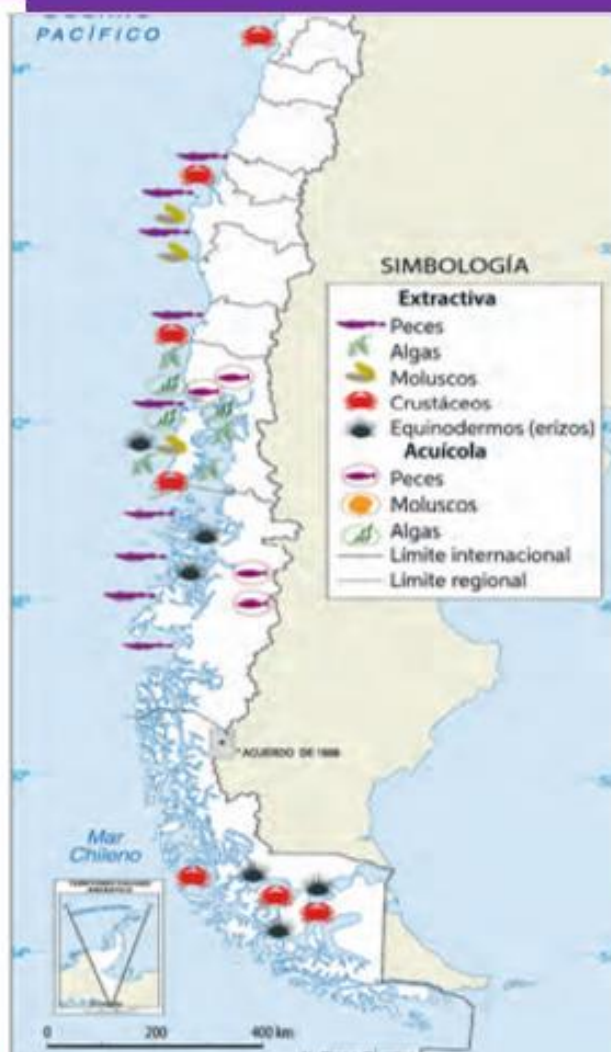 PACÍFICO
SIMBOLOGÍA
Extractiva
Peces
Algas
Moluscos
Crustáceos
Equinodermos (erizos)
Acuícola
Peces
Moluscos
Algas
Límite internacional
Límite regional
ACUERDO DE 1998
Mar
Chileno
0 200 400 km